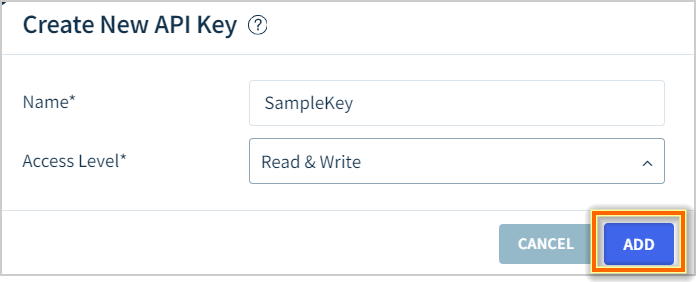 Create New API Key ?
Name* SampleKey
Access Level* Read & Write
CANCEL ADD